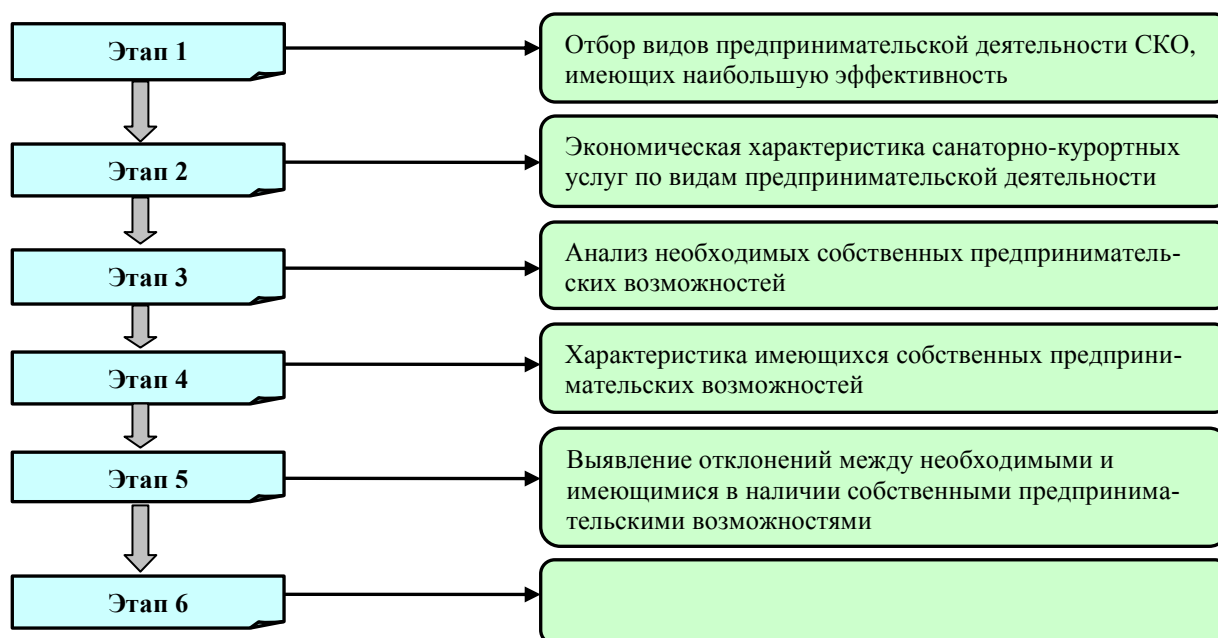 Этап 1
Отбор видов предпринимательской деятельности СКО,
имеющих наибольшую эффективность
Этап 2
Экономическая характеристика санаторно-курортных
услуг по видам предпринимательской деятельности
Этап 3
Анализ необходимых собственных предприниматель-
ских возможностей
Этап 4
Характеристика имеющихся собственных предприни-
мательских возможностей
Этап 5
Выявление отклонений между необходимыми и
имеющимися в наличии собственными предпринима-
тельскими возможностями
Этап 6